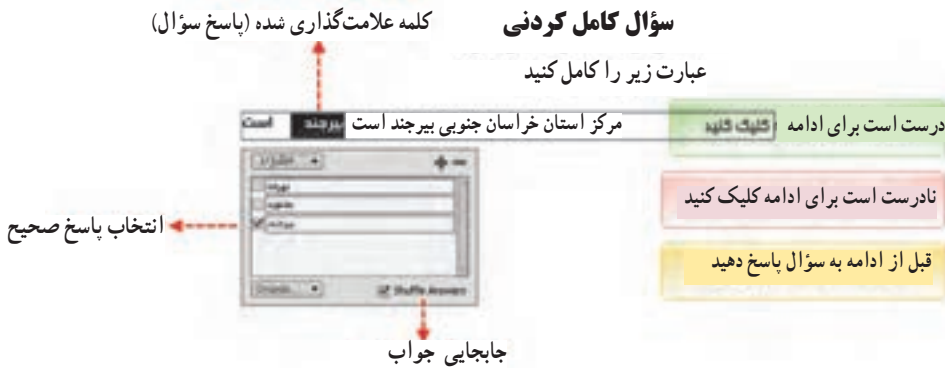 سؤال کامل کردنی
کلمه علامت‌گذاری شده (پاسخ سؤال)
عبارت زیر را کامل کنید
درست است برای ادامه کلیک کنید
مرکز استان خراسان جنوبی بیرجند است
بیرجند
است
نادرست است برای ادامه کلیک کنید
انتخاب پاسخ صحیح
قبل از ادامه به سؤال پاسخ دهید
Shuffle Answers
جابجایی جواب